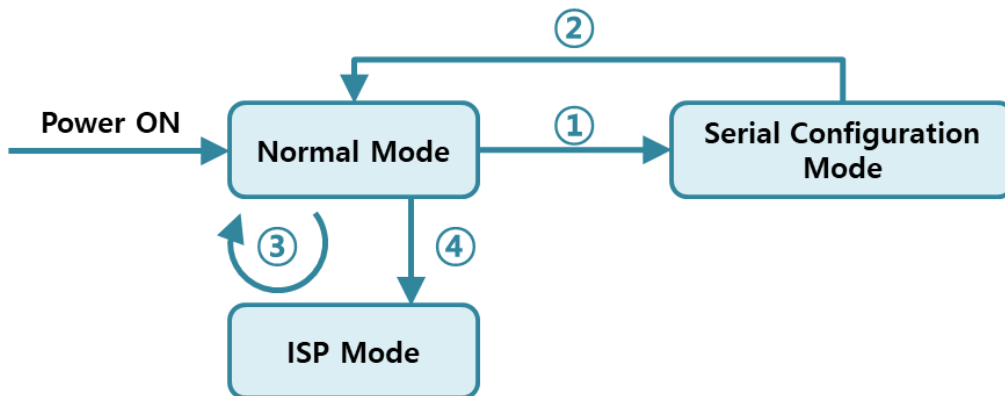 ②
Power ON
Normal Mode
①
Serial Configuration
Mode
③
④
ISP Mode